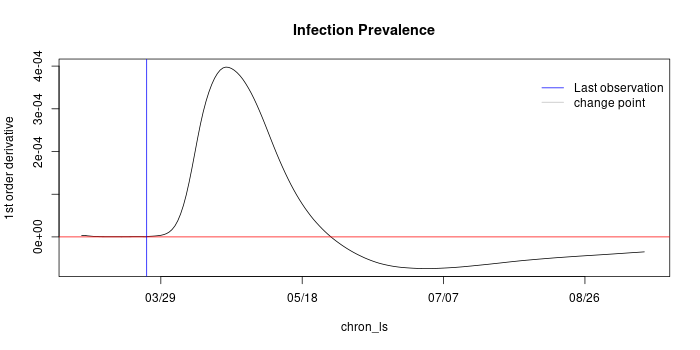 Infection Prevalence
1st order derivative
4e-04
3e-04
2e-04
0e+00
Last observation
change point
03/29
05/18
07/07
08/26
chron_ls